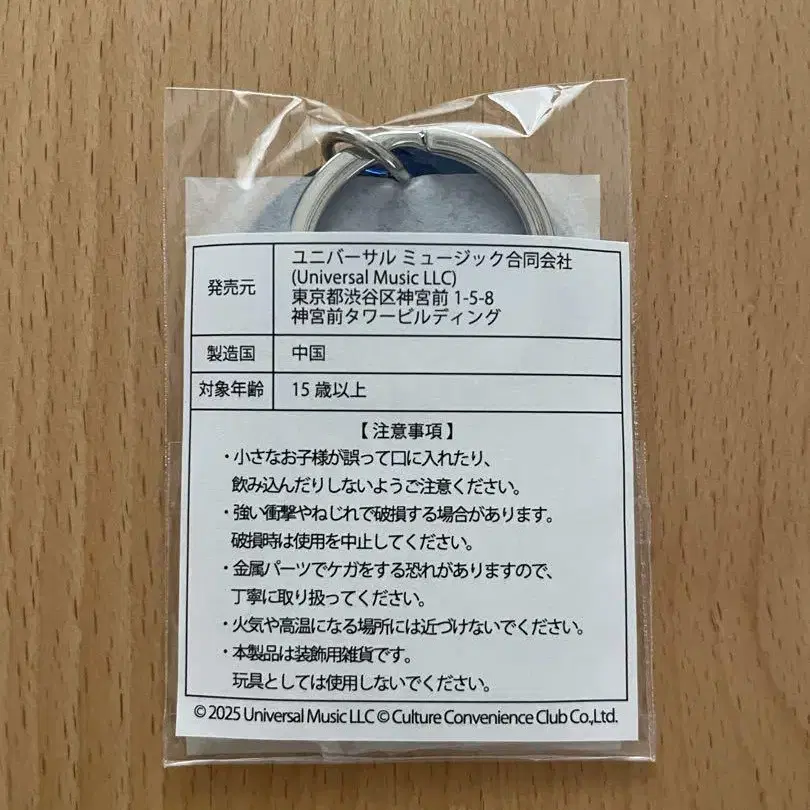 発売元
ユニバーサル ミュージック合同会社
(Universal Music LLC)
東京都渋谷区神宮前 1-5-8
神宮前タワービルディング
製造国 中国
対象年齢 15 歳以上
【 注意事項 】
・小さなお子様が誤って口に入れたり、
飲み込んだりしないようご注意ください。
・強い衝撃やねじれで破損する場合があります。
破損時は使用を中止してください。
・金属パーツでケガをする恐れがありますので、
丁寧に取り扱ってください。
・火気や高温になる場所には近づけないでください。
・本製品は装飾用雑貨です。
玩具としては使用しないでください。
© 2025 Universal Music LLC © Culture Convenience Club Co.,Ltd.